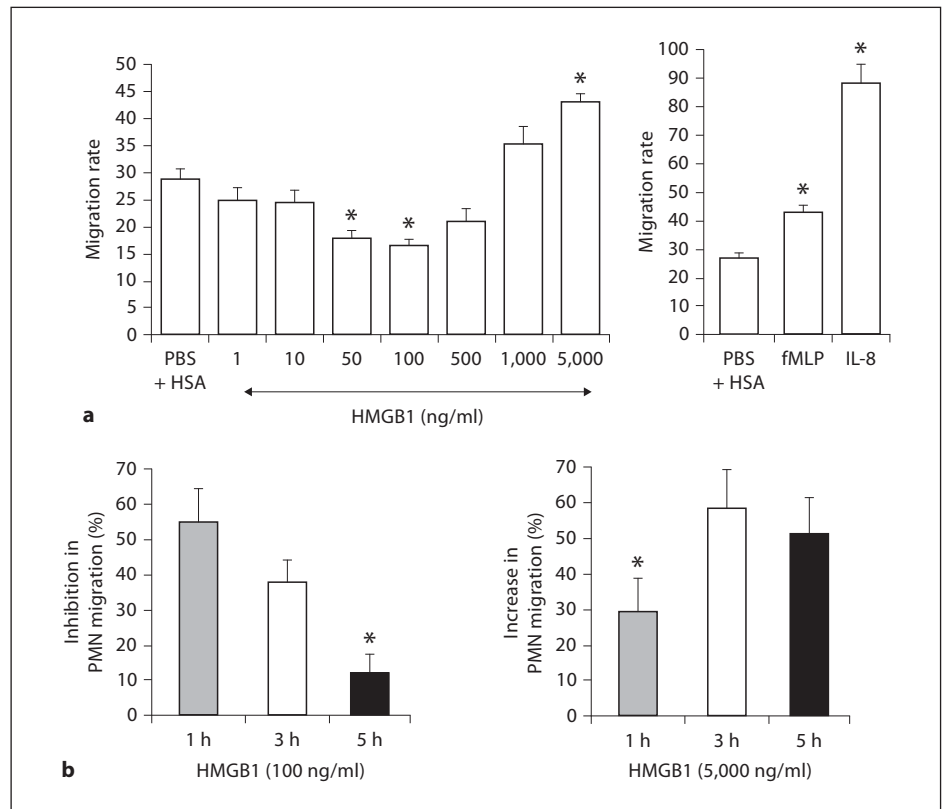 50
45
40
35
30
25
20
15
10
5
0
Migration rate
*
*
*
PBS
+ HSA
1
10
50
100
500
1,000
5,000
HMGB1 (ng/ml)
100
90
80
70
60
50
40
30
20
10
0
Migration rate
*
*
PBS
+ HSA
fMLP
IL-8
a
70
60
50
40
30
20
10
0
Inhibition in
PMN migration (%)
*
1 h
3 h
5 h
HMGB1 (100 ng/ml)
70
60
50
40
30
20
10
0
Increase in
PMN migration (%)
*
1 h
3 h
5 h
HMGB1 (5,000 ng/ml)
b